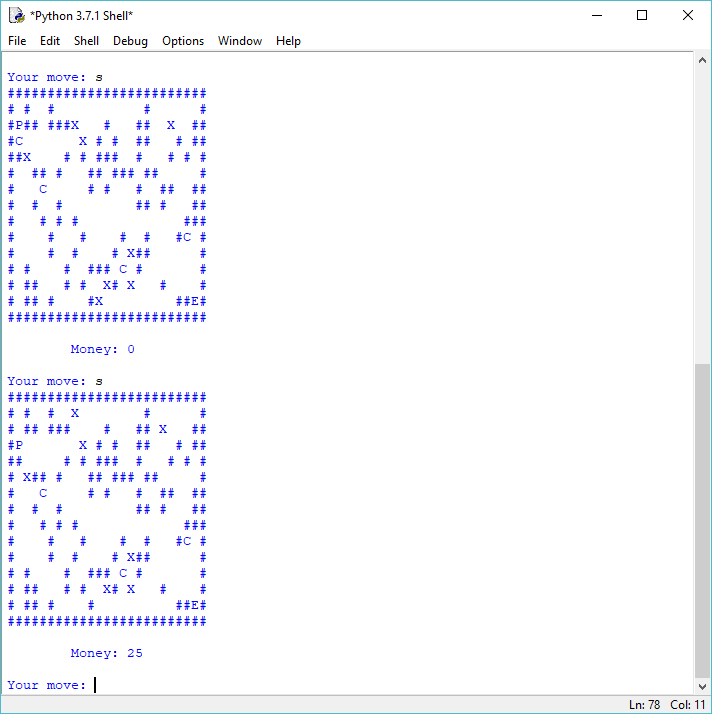 *Python 3.7.1 Shell*
File Edit Shell Debug Options Window Help
Your move: s
#########################
# #  #           #      #
#P## ###X   #   ##  X  ##
#C       X # #  ##   # ##
##X    # # ###  #   # # #
#  ## #   ## ### ##     #
#   C     # #   #  ##  ##
#  #  #         ## #   ##
#   # # #             ###
#    #   #    #  #   #C #
#    #  #    # X##      #
# #    #  ### C #       #
# ##   # #  X# X   #    #
# ## #    #X         ##E#
#########################
        Money: 0
Your move: s
#########################
# #  #  X        #      #
# ## ###    #   ## X   ##
#P       X # #  ##   # ##
##     # # ###  #   # # #
# X## #   ## ### ##     #
#   C     # #   #  ##  ##
#  #  #         ## #   ##
#   # # #             ###
#    #   #    #  #   #C #
#    #  #    # X##      #
# #    #  ### C #       #
# ##   # #  X# X   #    #
# ## #    #          ##E#
#########################
        Money: 25
Your move:
Ln: 78 Col: 11